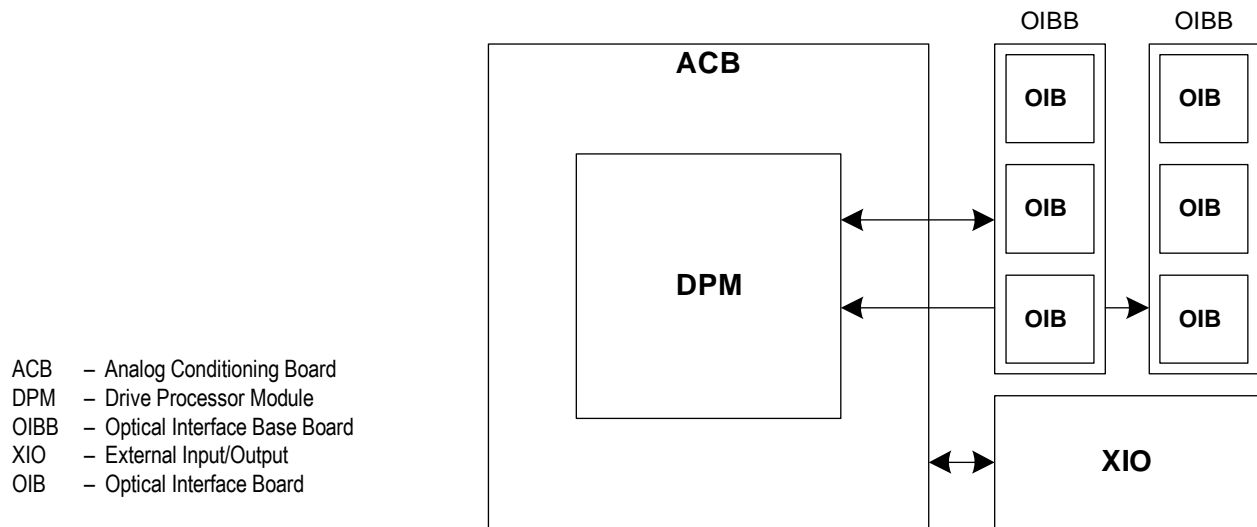 OIBB
OIBB
ACB
OIB
OIB
OIB
OIB
DPM
OIB
OIB
ACB – Analog Conditioning Board
DPM – Drive Processor Module
OIBB – Optical Interface Base Board
XIO – External Input/Output
OIB – Optical Interface Board
XIO